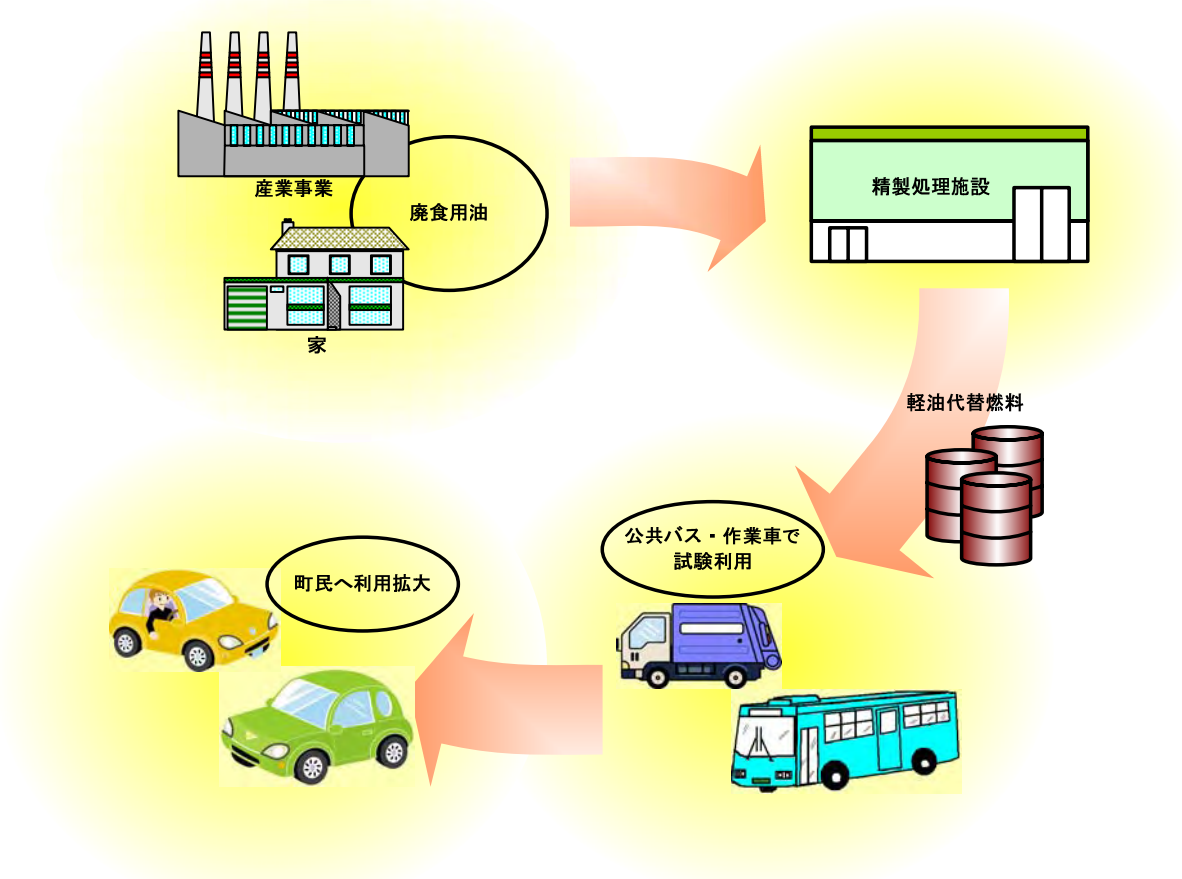 産業事業
廃食用油
家
精製処理施設
軽油代替燃料
公共バス・作業車で
試験利用
町民へ利用拡大